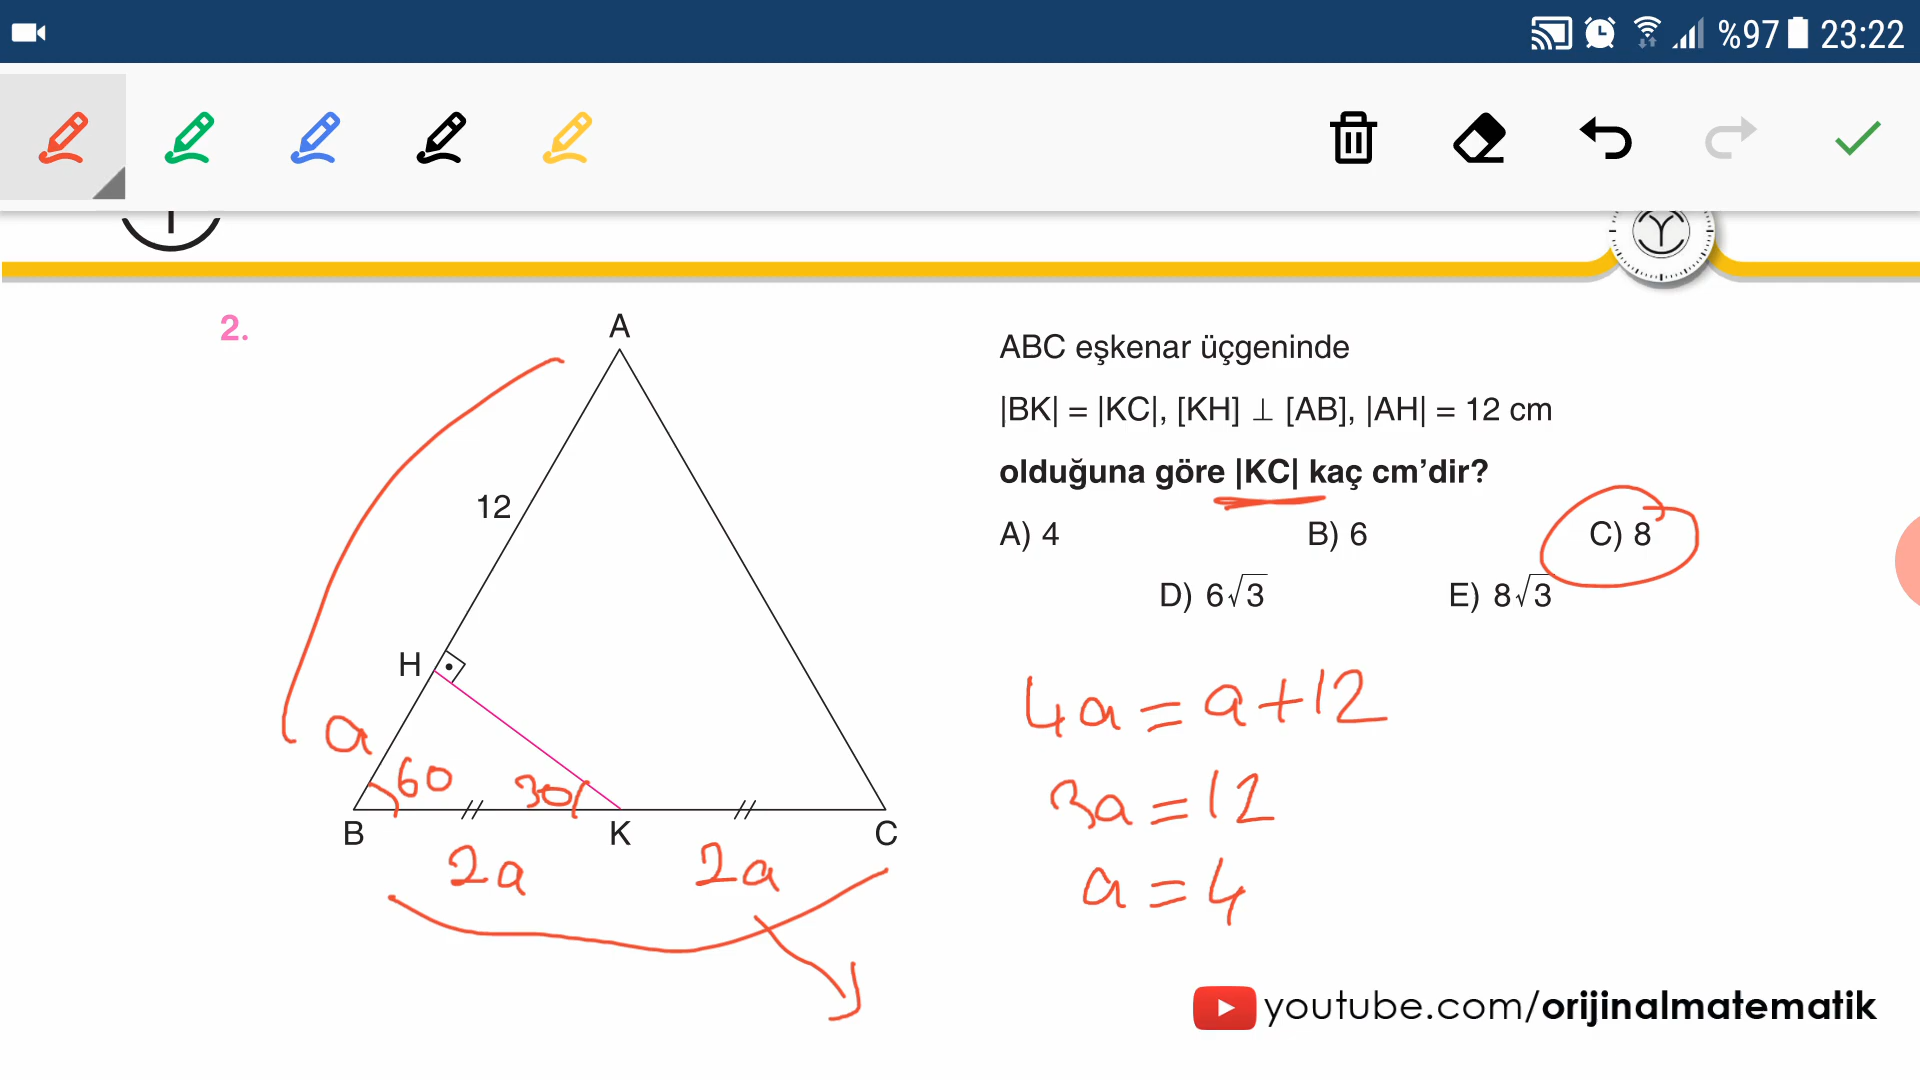 %97 23:22
2.
A
ABC eşkenar üçgeninde
|BK| = |KC|, [KH] ⊥ [AB], |AH| = 12 cm
olduğuna göre |KC| kaç cm'dir?
12
A) 4 B) 6 C) 8
D) 6√3 E) 8√3
H
a
60 30
B K C
2a 2a
4a = a+12
3a = 12
a = 4
youtube.com/orijinalmatematik